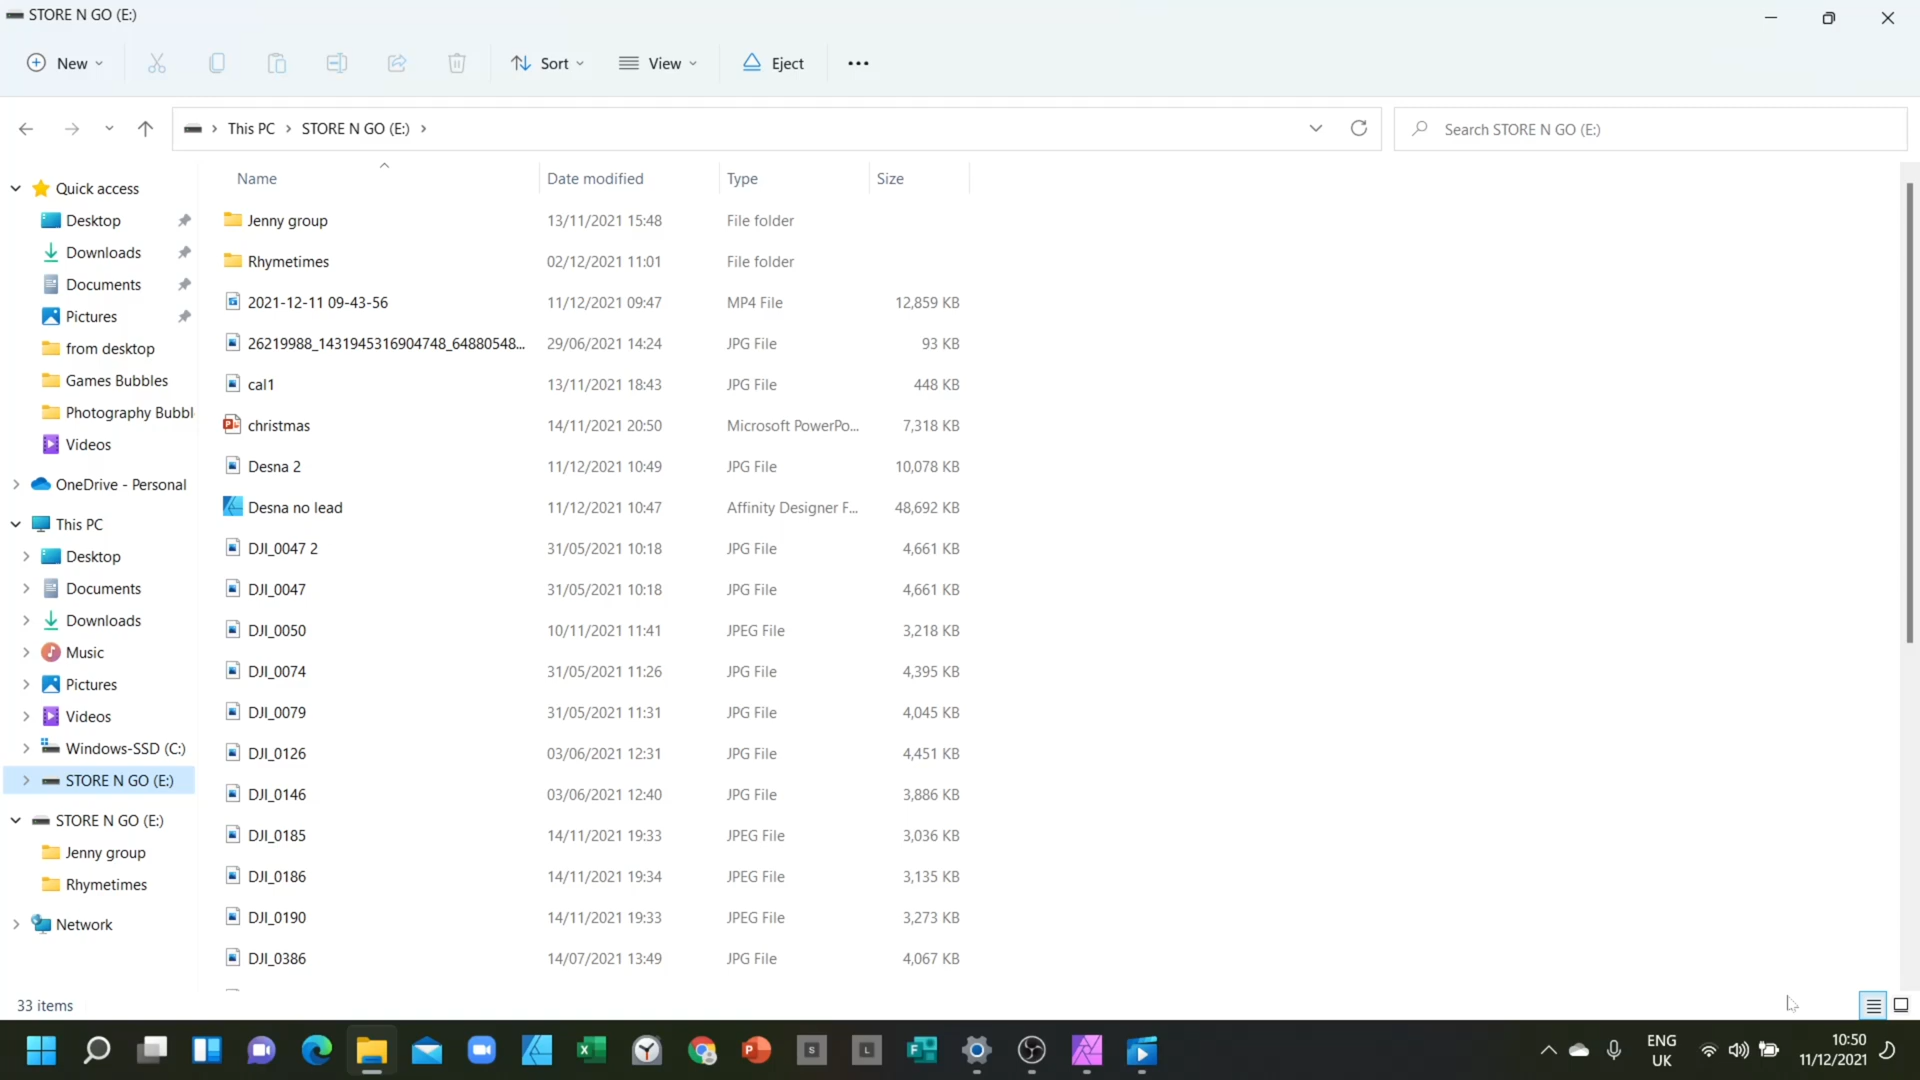 STORE N GO (E:)
New
Sort
View
Eject
This PC
STORE N GO (E:)
Search STORE N GO (E:)
Quick access
Desktop
Downloads
Documents
Pictures
from desktop
Games Bubbles
Photography Bubbl
Videos
OneDrive - Personal
This PC
Desktop
Documents
Downloads
Music
Pictures
Videos
Windows-SSD (C:)
STORE N GO (E:)
STORE N GO (E:)
Jenny group
Rhymetimes
Network
Name Date modified Type Size
Jenny group 13/11/2021 15:48 File folder
Rhymetimes 02/12/2021 11:01 File folder
2021-12-11 09-43-56 11/12/2021 09:47 MP4 File 12,859 KB
26219988_1431945316904748_64880548... 29/06/2021 14:24 JPG File 93 KB
cal1 13/11/2021 18:43 JPG File 448 KB
christmas 14/11/2021 20:50 Microsoft PowerPo... 7,318 KB
Desna 2 11/12/2021 10:49 JPG File 10,078 KB
Desna no lead 11/12/2021 10:47 Affinity Designer F... 48,692 KB
DJI_0047 2 31/05/2021 10:18 JPG File 4,661 KB
DJI_0047 31/05/2021 10:18 JPG File 4,661 KB
DJI_0050 10/11/2021 11:41 JPEG File 3,218 KB
DJI_0074 31/05/2021 11:26 JPG File 4,395 KB
DJI_0079 31/05/2021 11:31 JPG File 4,045 KB
DJI_0126 03/06/2021 12:31 JPG File 4,451 KB
DJI_0146 03/06/2021 12:40 JPG File 3,886 KB
DJI_0185 14/11/2021 19:33 JPEG File 3,036 KB
DJI_0186 14/11/2021 19:34 JPEG File 3,135 KB
DJI_0190 14/11/2021 19:33 JPEG File 3,273 KB
DJI_0386 14/07/2021 13:49 JPG File 4,067 KB
33 items
S
L
ENG
UK
10:50
11/12/2021